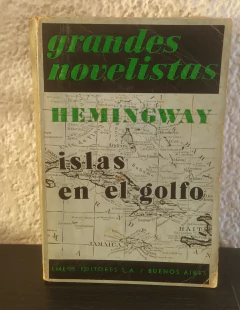 grandes
novelistas
HEMINGWAY
islas
en el golfo
JAMAICA
HAITI
EMECE EDITORES S.A. / BUENOS AIRES